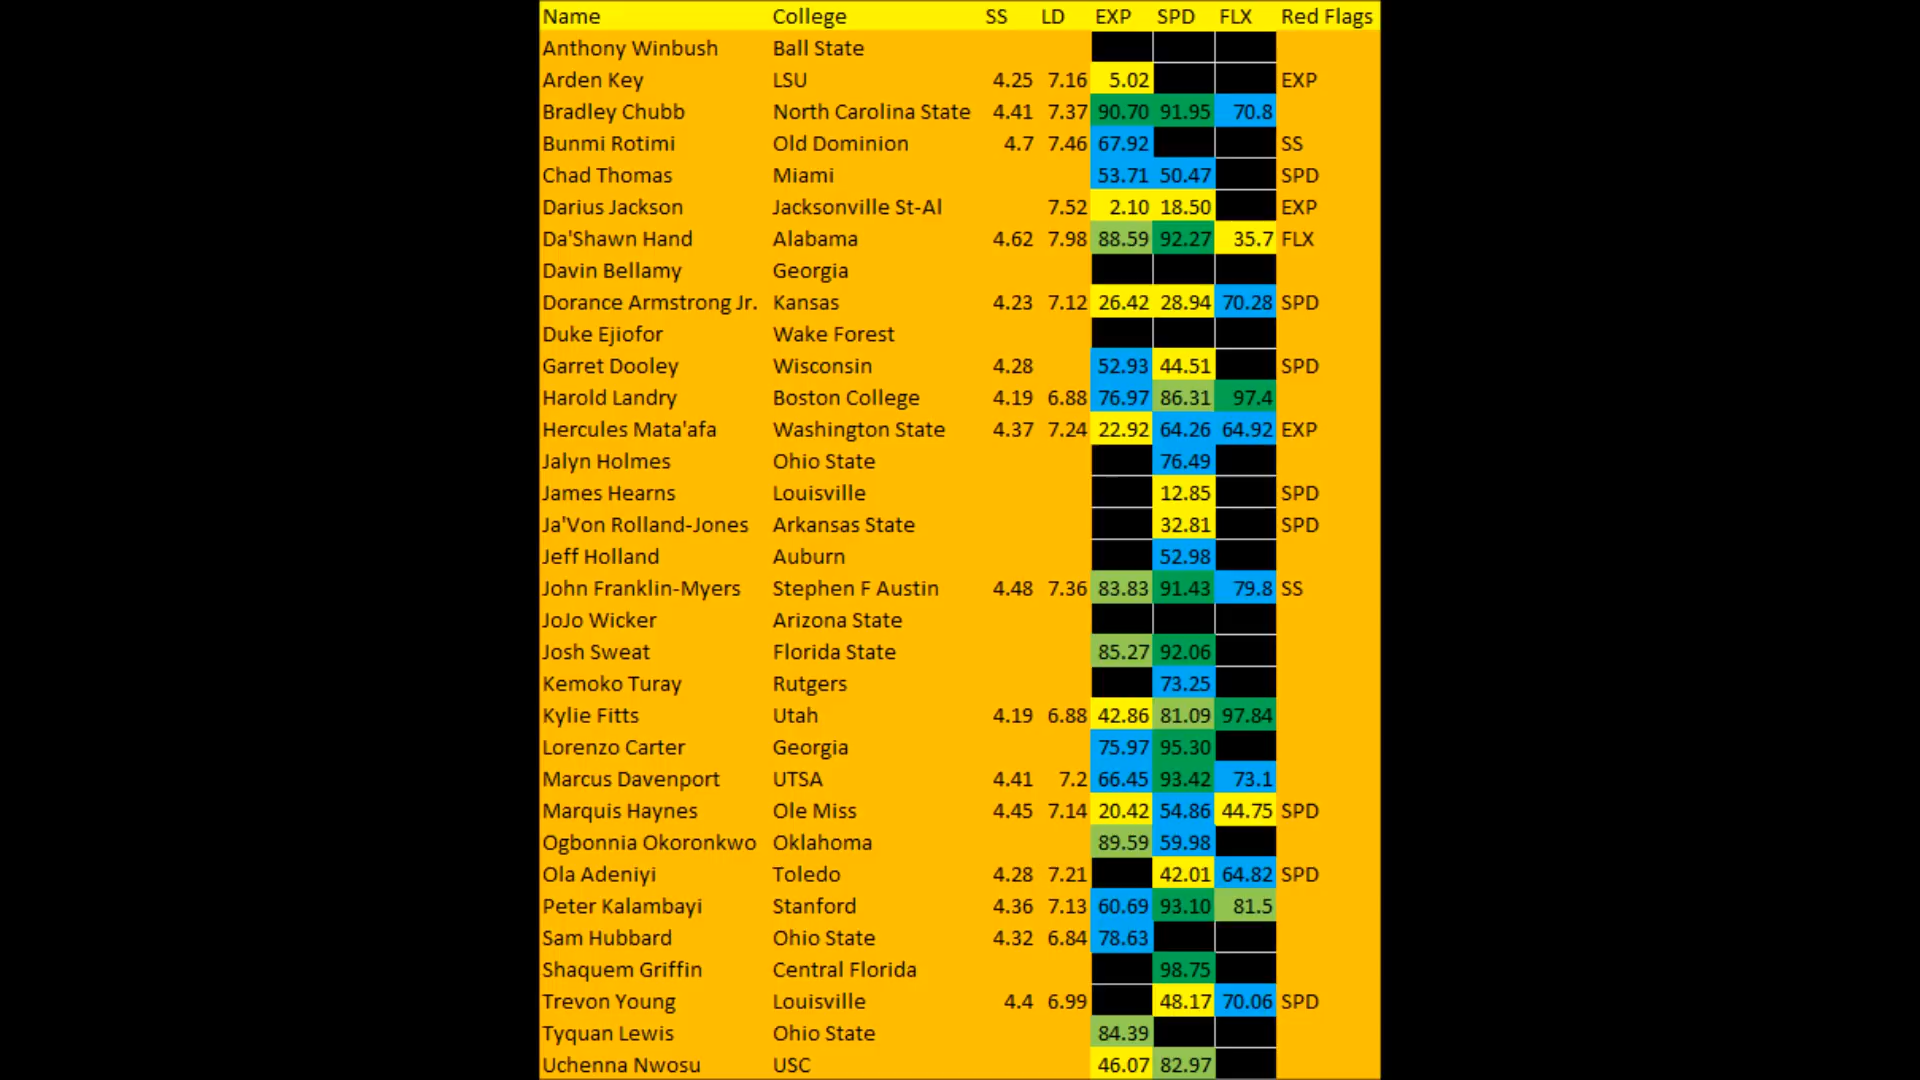 Name College SS LD EXP SPD FLX Red Flags
Anthony Winbush Ball State
Arden Key LSU 4.25 7.16 5.02 EXP
Bradley Chubb North Carolina State 4.41 7.37 90.70 91.95 70.8
Bunmi Rotimi Old Dominion 4.7 7.46 67.92 SS
Chad Thomas Miami 53.71 50.47 SPD
Darius Jackson Jacksonville St-Al 7.52 2.10 18.50 EXP
Da'Shawn Hand Alabama 4.62 7.98 88.59 92.27 35.7 FLX
Davin Bellamy Georgia
Dorance Armstrong Jr. Kansas 4.23 7.12 26.42 28.94 70.28 SPD
Duke Ejiofor Wake Forest
Garret Dooley Wisconsin 4.28 52.93 44.51 SPD
Harold Landry Boston College 4.19 6.88 76.97 86.31 97.4
Hercules Mata'afa Washington State 4.37 7.24 22.92 64.26 64.92 EXP
Jalyn Holmes Ohio State 76.49
James Hearns Louisville 12.85 SPD
Ja'Von Rolland-Jones Arkansas State 32.81 SPD
Jeff Holland Auburn 52.98
John Franklin-Myers Stephen F Austin 4.48 7.36 83.83 91.43 79.8 SS
JoJo Wicker Arizona State
Josh Sweat Florida State 85.27 92.06
Kemoko Turay Rutgers 73.25
Kylie Fitts Utah 4.19 6.88 42.86 81.09 97.84
Lorenzo Carter Georgia 75.97 95.30
Marcus Davenport UTSA 4.41 7.2 66.45 93.42 73.1
Marquis Haynes Ole Miss 4.45 7.14 20.42 54.86 44.75 SPD
Ogbonnia Okoronkwo Oklahoma 89.59 59.98
Ola Adeniyi Toledo 4.28 7.21 42.01 64.82 SPD
Peter Kalambayi Stanford 4.36 7.13 60.69 93.10 81.5
Sam Hubbard Ohio State 4.32 6.84 78.63
Shaquem Griffin Central Florida 98.75
Trevon Young Louisville 4.4 6.99 48.17 70.06 SPD
Tyquan Lewis Ohio State 84.39
Uchenna Nwosu USC 46.07 82.97